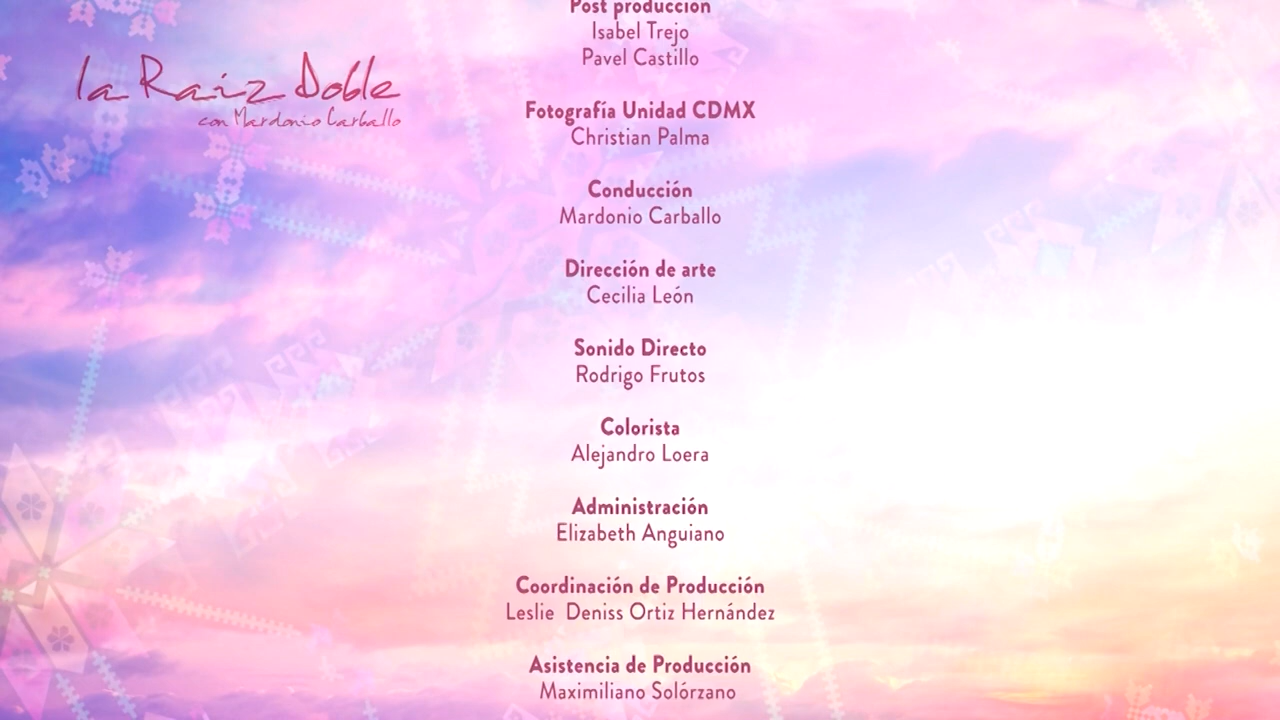 la Raíz Doble
con Mardonio Carballo
Post producción
Isabel Trejo
Pavel Castillo
Fotografía Unidad CDMX
Christian Palma
Conducción
Mardonio Carballo
Dirección de arte
Cecilia León
Sonido Directo
Rodrigo Frutos
Colorista
Alejandro Loera
Administración
Elizabeth Anguiano
Coordinación de Producción
Leslie  Deniss Ortiz Hernández
Asistencia de Producción
Maximiliano Solórzano